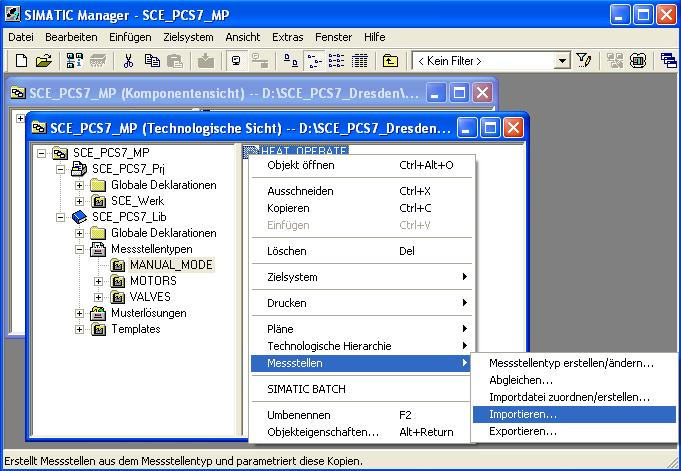 SIMATIC Manager - SCE_PCS7_MP
Datei Bearbeiten Einfügen Zielsystem Ansicht Extras Fenster Hilfe
< Kein Filter >
SCE_PCS7_MP (Komponentensicht) -- D:\SCE_PCS7_Dresden\...
SCE_PCS7_MP (Technologische Sicht) -- D:\SCE_PCS7_Dresden...
SCE_PCS7_MP
SCE_PCS7_Prj
Globale Deklarationen
SCE_Werk
SCE_PCS7_Lib
Globale Deklarationen
Messstellentypen
MANUAL_MODE
MOTORS
VALVES
Musterlösungen
Templates
HEAT_OPERATE
Objekt öffnen Ctrl+Alt+O
Ausschneiden Ctrl+X
Kopieren Ctrl+C
Einfügen Ctrl+V
Löschen Del
Zielsystem
Drucken
Pläne
Technologische Hierarchie
Messstellen
SIMATIC BATCH
Umbenennen F2
Objekteigenschaften... Alt+Return
Messstellentyp erstellen/ändern...
Abgleichen...
Importdatei zuordnen/erstellen...
Importieren...
Exportieren...
Erstellt Messstellen aus dem Messstellentyp und parametriert diese Kopien.